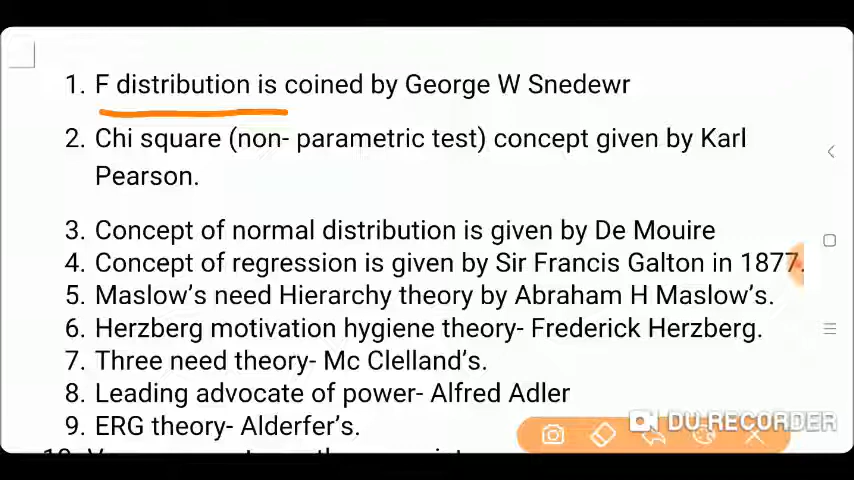 1. F distribution is coined by George W Snedewr
2. Chi square (non- parametric test) concept given by Karl
Pearson.
3. Concept of normal distribution is given by De Mouire
4. Concept of regression is given by Sir Francis Galton in 1877.
5. Maslow's need Hierarchy theory by Abraham H Maslow's.
6. Herzberg motivation hygiene theory- Frederick Herzberg.
7. Three need theory- Mc Clelland's.
8. Leading advocate of power- Alfred Adler
9. ERG theory- Alderfer's.
DU RECORDER